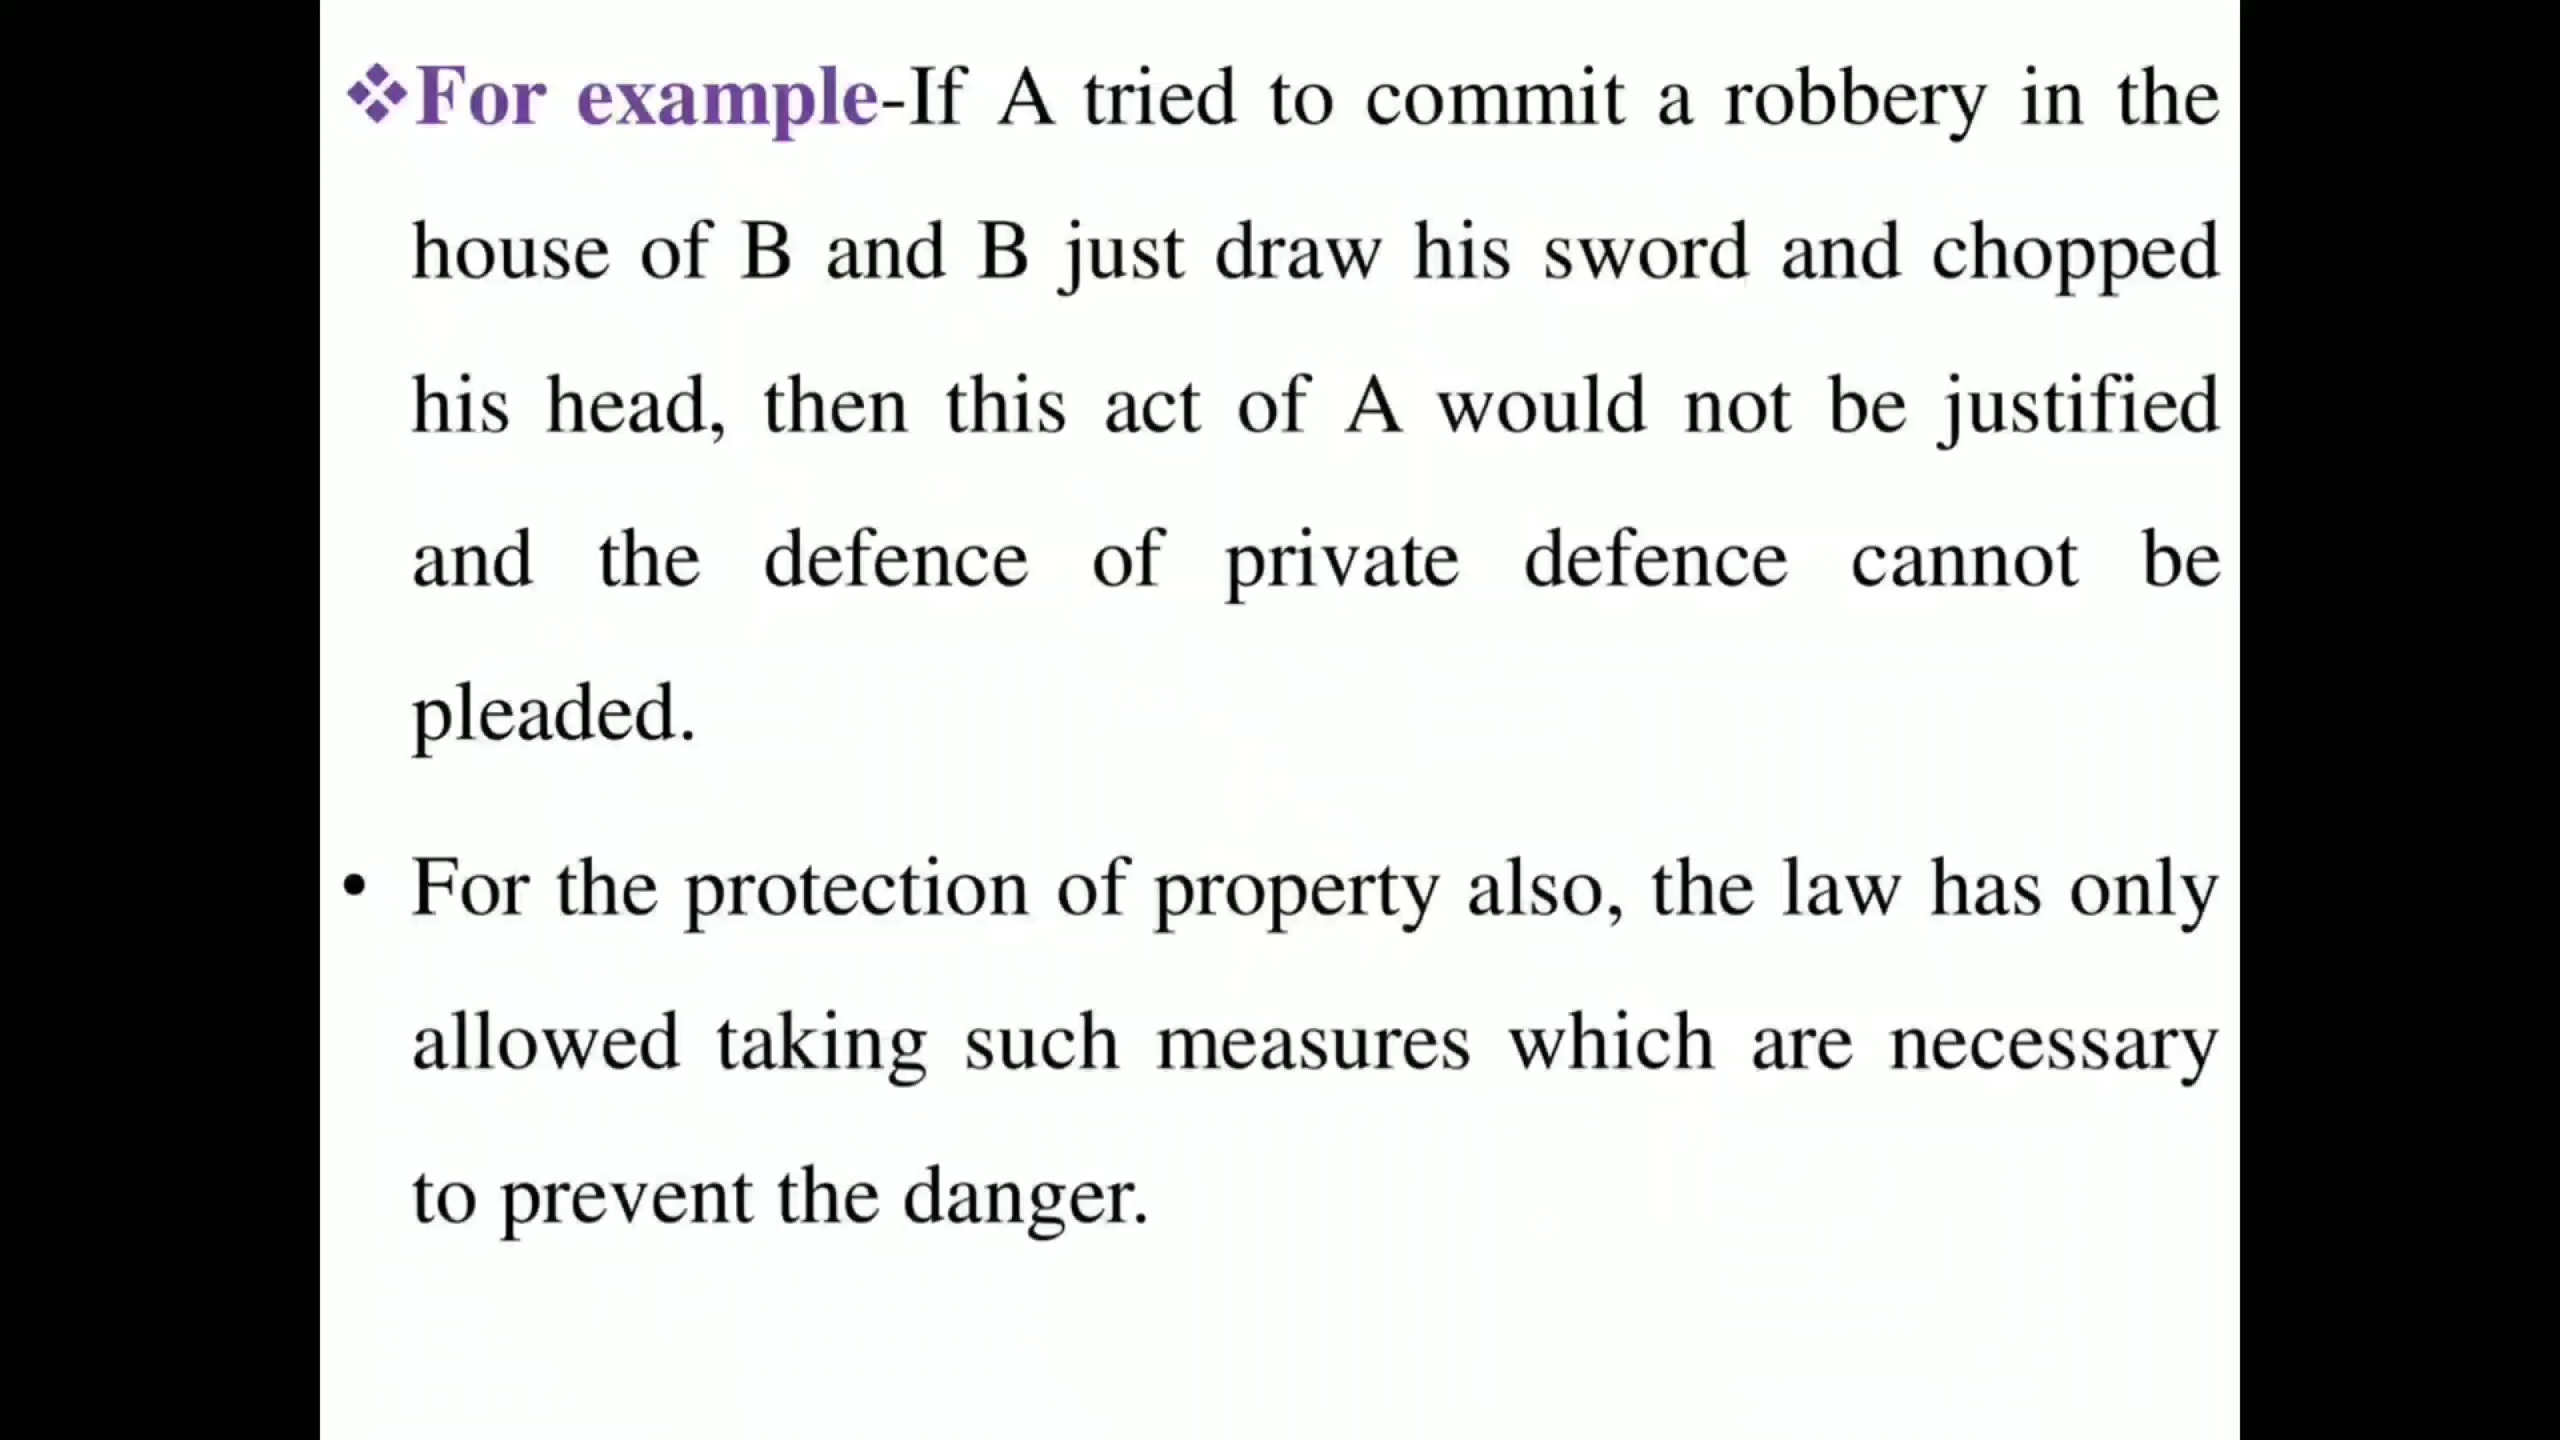 ❖For example-If A tried to commit a robbery in the
house of B and B just draw his sword and chopped
his head, then this act of A would not be justified
and the defence of private defence cannot be
pleaded.
• For the protection of property also, the law has only
allowed taking such measures which are necessary
to prevent the danger.